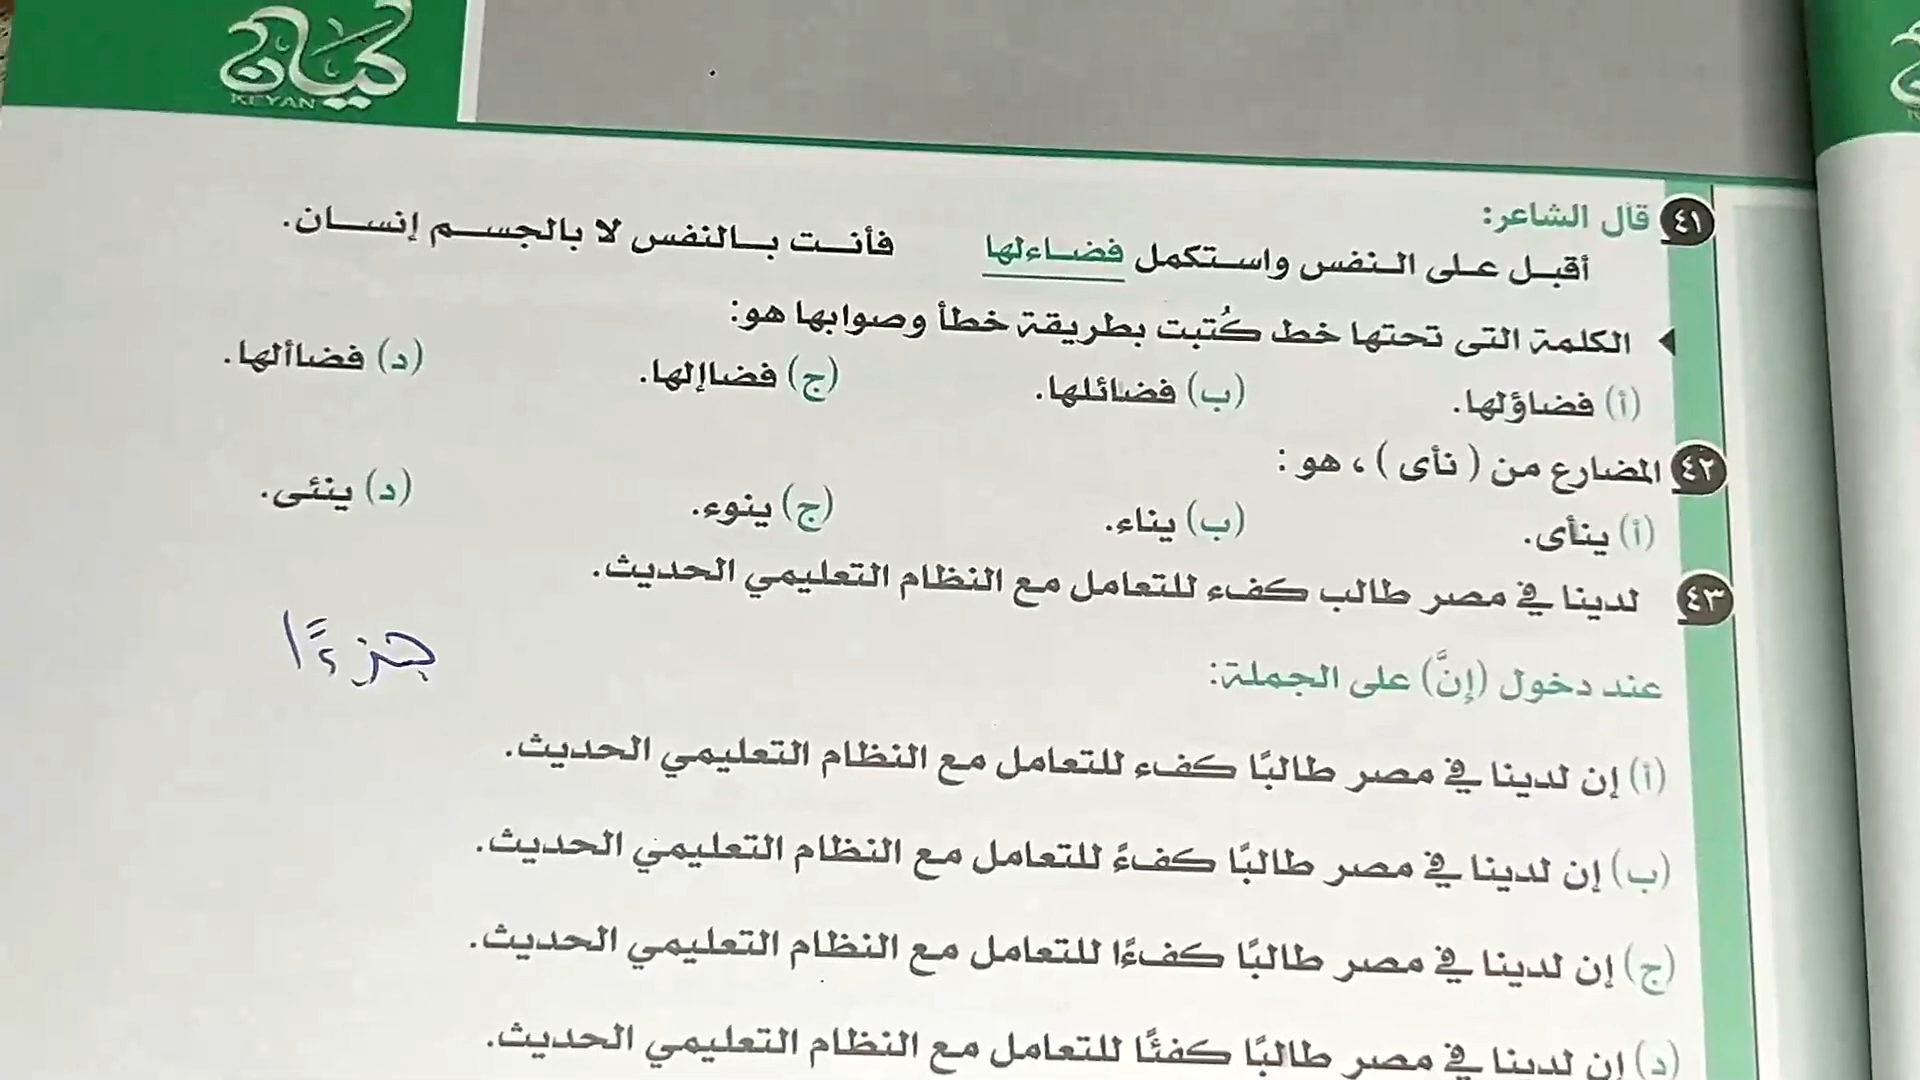 كيان
KEYAN
٤١ قال الشاعر:
أقبل على النفس واستكمل فضاءلها فأنت بالنفس لا بالجسم إنسان.
الكلمة التى تحتها خط كُتبت بطريقة خطأ وصوابها هو:
(أ) فضاؤلها. (ب) فضائلها. (ج) فضاإلها. (د) فضاألها.
٤٢ المضارع من ( نأى ) ، هو :
(أ) ينأى. (ب) يناء. (ج) ينوء. (د) ينئى.
٤٣ لدينا في مصر طالب كفء للتعامل مع النظام التعليمي الحديث.
جزءًا
عند دخول (إنَّ) على الجملة:
(أ) إن لدينا في مصر طالبًا كفء للتعامل مع النظام التعليمي الحديث.
(ب) إن لدينا في مصر طالبًا كفءً للتعامل مع النظام التعليمي الحديث.
(ج) إن لدينا في مصر طالبًا كفءًا للتعامل مع النظام التعليمي الحديث.
(د) إن لدينا في مصر طالبًا كفئًا للتعامل مع النظام التعليمي الحديث.